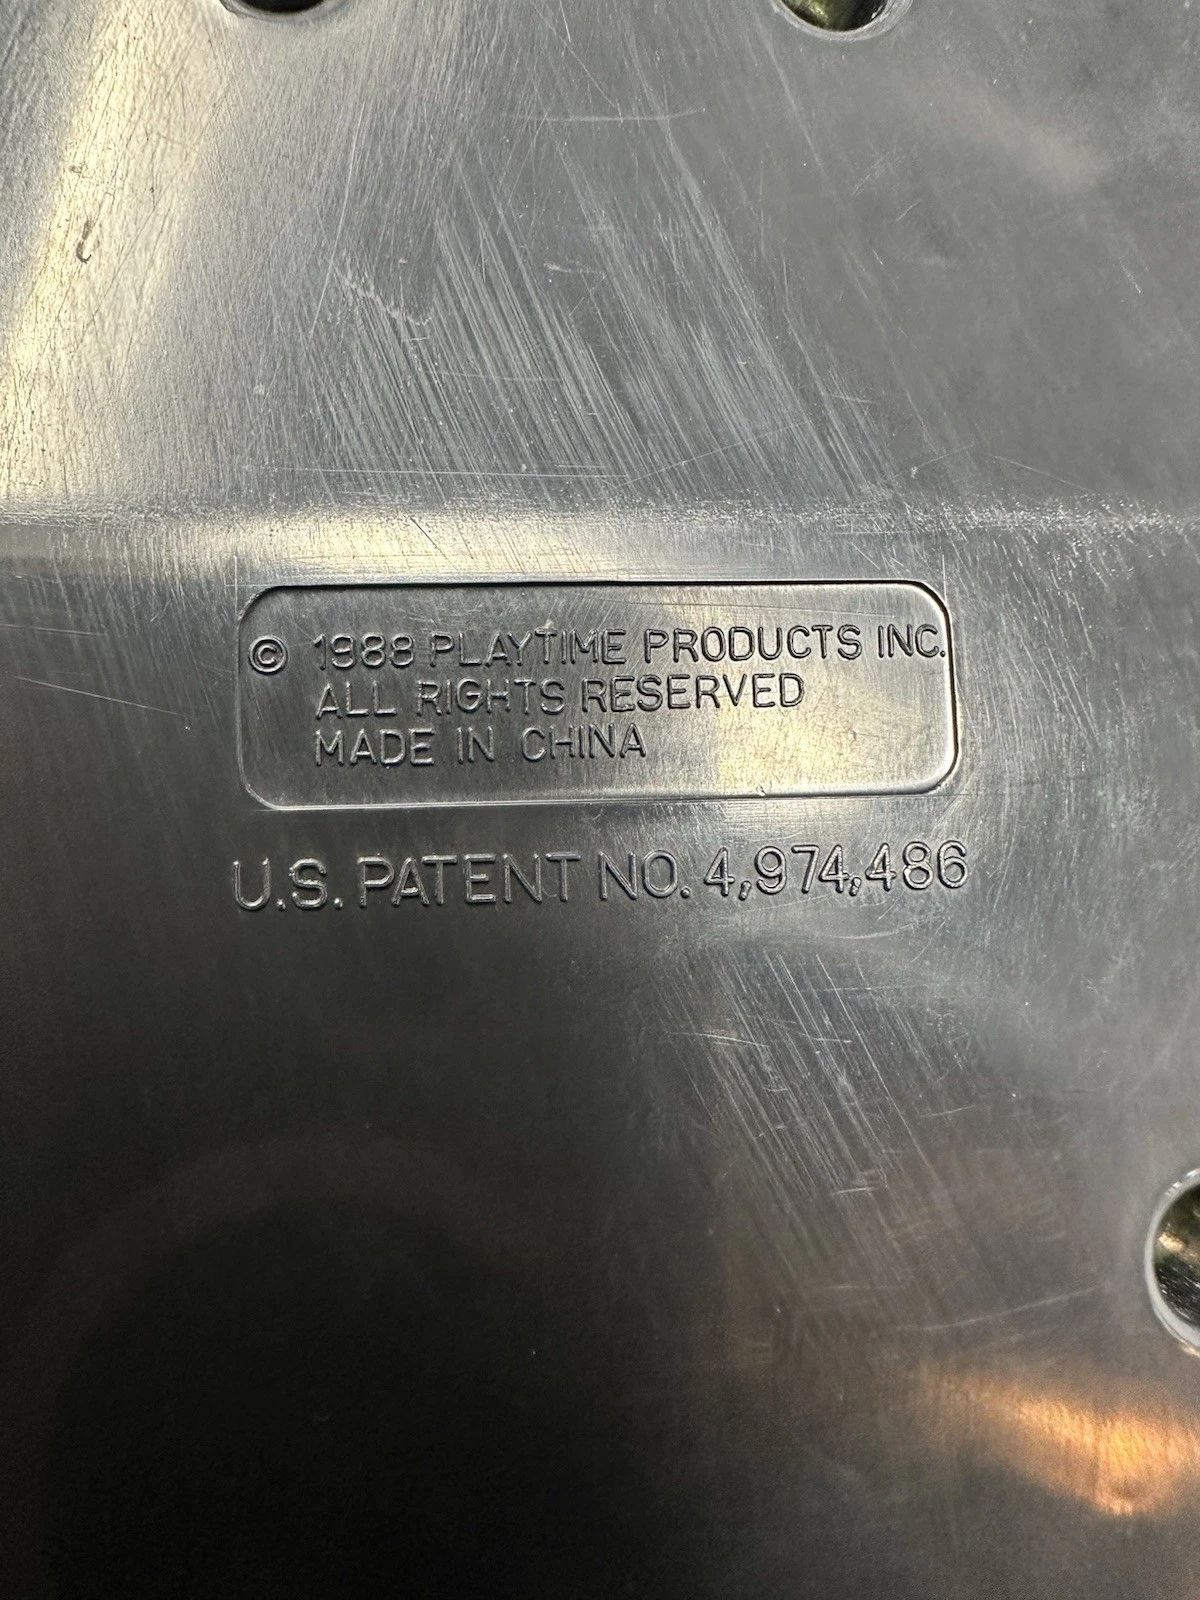 © 1988 PLAYTIME PRODUCTS INC.
ALL RIGHTS RESERVED
MADE IN CHINA
U.S. PATENT NO. 4,974,486